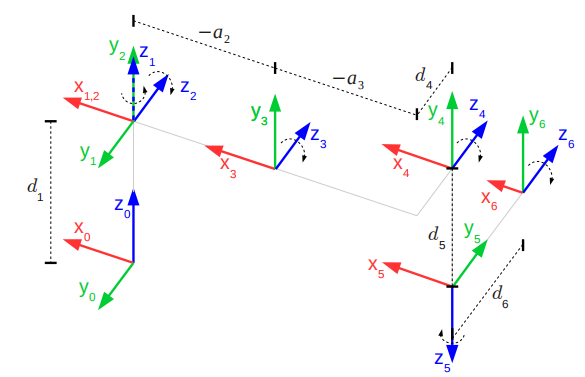 −a₂
y₂ z₁
d₄
x₁,₂ z₂ −a₃
y₃ y₄ z₄ y₆
z₃ z₆
y₁ x₃ x₄
d₁ x₆
z₀
x₀ d₅ y₅
x₅
y₀ d₆
z₅